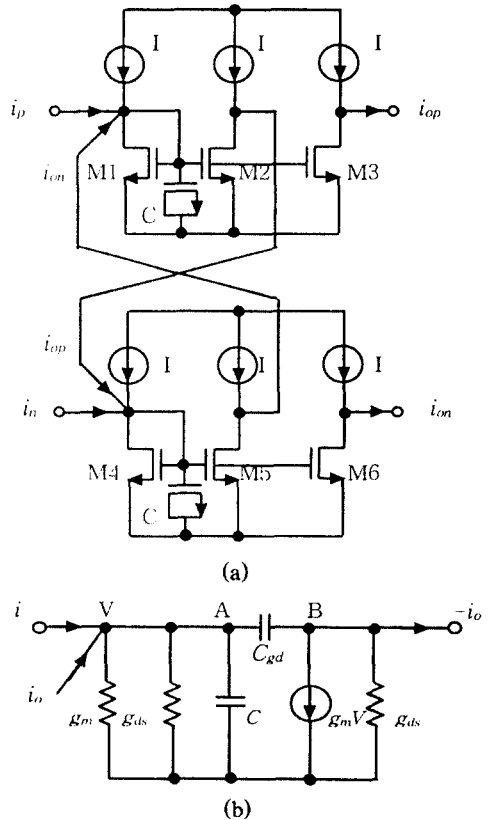 I I I
i_p i_op
i_on M1 M2 M3
C
i_op I I I
i_n i_on
M4 M5 M6
C
(a)
i V A B -i_o
C_gd
i_o g_m g_ds C g_mV g_ds
(b)